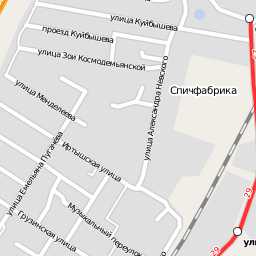 улица Куйбышева
проезд Куйбышева
улица Зои Космодемьянской
улица Менделеева
Спичфабрика
улица Александра Невского
улица Емельяна Пугачёва
Иртышская улица
29
Грузинская улица
Музыкальный переулок
29
ули